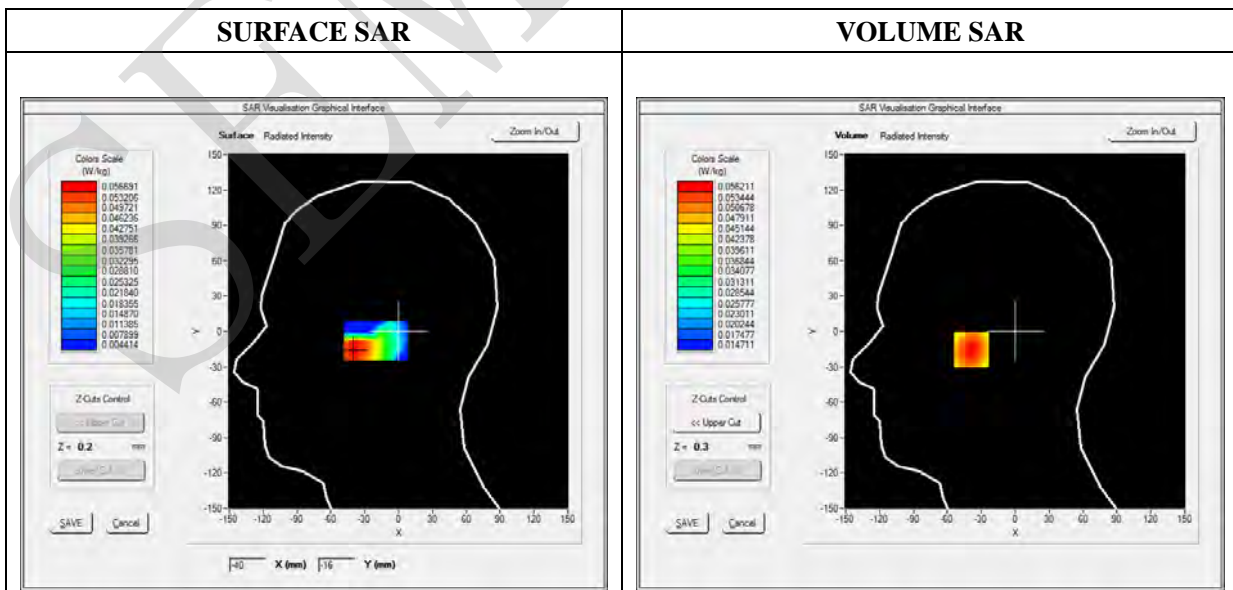 SURFACE SAR
VOLUME SAR
SAR Visualisation Graphical Interface
Surface Radiated Intensity
Zoom In/Out
Colors Scale
(W/kg)
0.056691
0.053206
0.049721
0.046236
0.042751
0.039266
0.035781
0.032295
0.028810
0.025325
0.021840
0.018355
0.014870
0.011385
0.007899
0.004414
150
120
90
60
30
0
-30
-60
-90
-120
-150
Y
-150 -120 -90 -60 -30 0 30 60 90 120 150
X
Z-Cuts Control
<< Upper Cut
Z = 0.2 mm
SAVE Cancel
-40 X (mm) -16 Y (mm)
SAR Visualisation Graphical Interface
Volume Radiated Intensity
Zoom In/Out
Colors Scale
(W/kg)
0.056211
0.053444
0.050678
0.047911
0.045144
0.042378
0.039611
0.036844
0.034077
0.031311
0.028544
0.025777
0.023011
0.020244
0.017477
0.014711
150
120
90
60
30
0
-30
-60
-90
-120
-150
Y
-150 -120 -90 -60 -30 0 30 60 90 120 150
X
Z-Cuts Control
<< Upper Cut
Z = 0.3 mm
SAVE Cancel